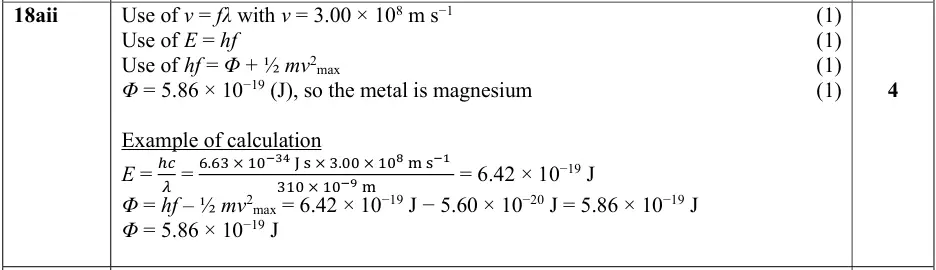 18aii Use of v = fλ with v = 3.00 × 10⁸ m s⁻¹ (1)
Use of E = hf (1)
Use of hf = Φ + ½ mv²max (1)
Φ = 5.86 × 10⁻¹⁹ (J), so the metal is magnesium (1) 4
Example of calculation
E = hc/λ = 6.63 × 10⁻³⁴ J s × 3.00 × 10⁸ m s⁻¹ / 310 × 10⁻⁹ m = 6.42 × 10⁻¹⁹ J
Φ = hf – ½ mv²max = 6.42 × 10⁻¹⁹ J − 5.60 × 10⁻²⁰ J = 5.86 × 10⁻¹⁹ J
Φ = 5.86 × 10⁻¹⁹ J